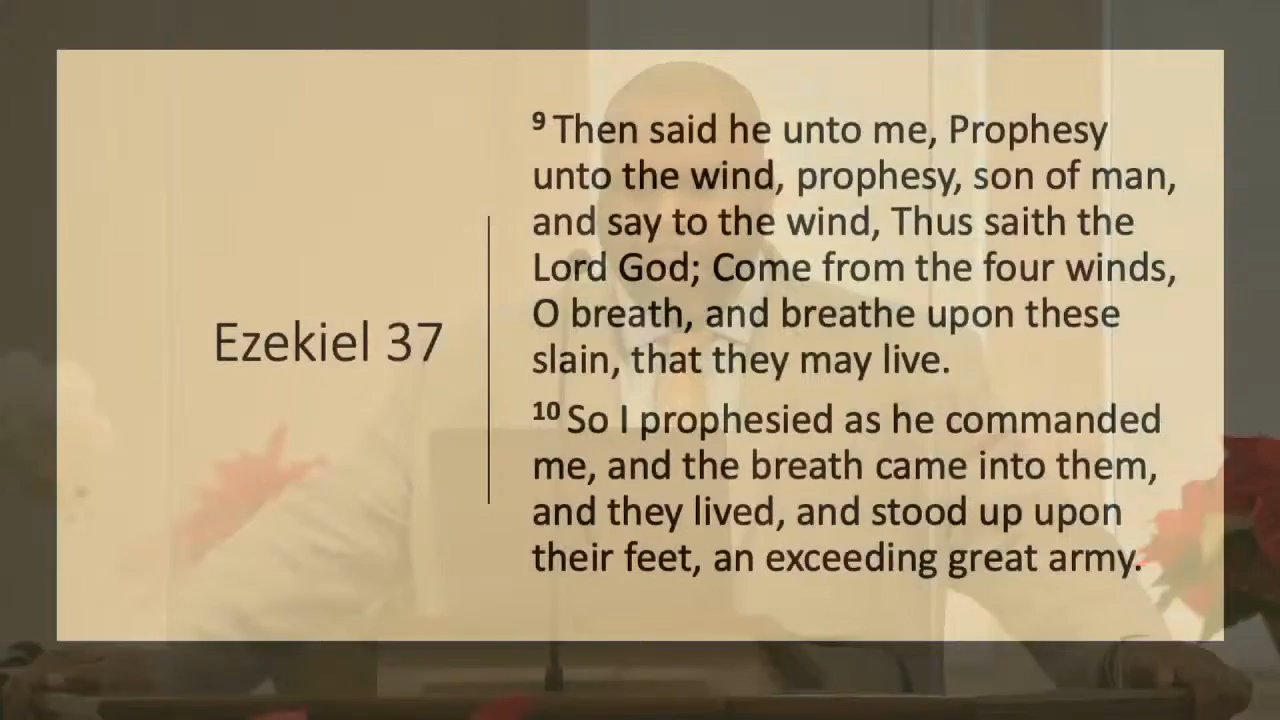 Ezekiel 37
9 Then said he unto me, Prophesy
unto the wind, prophesy, son of man,
and say to the wind, Thus saith the
Lord God; Come from the four winds,
O breath, and breathe upon these
slain, that they may live.
10 So I prophesied as he commanded
me, and the breath came into them,
and they lived, and stood up upon
their feet, an exceeding great army.